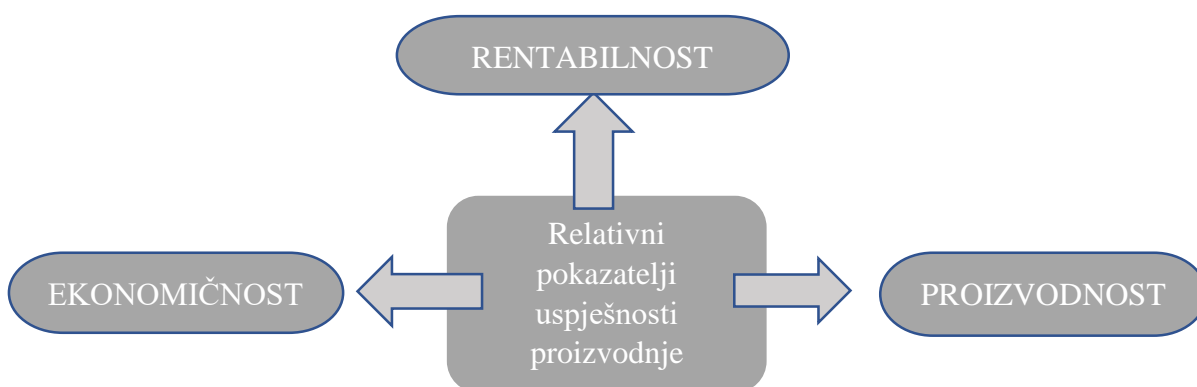 RENTABILNOST
Relativni
pokazatelji
uspješnosti
proizvodnje
EKONOMIČNOST
PROIZVODNOST